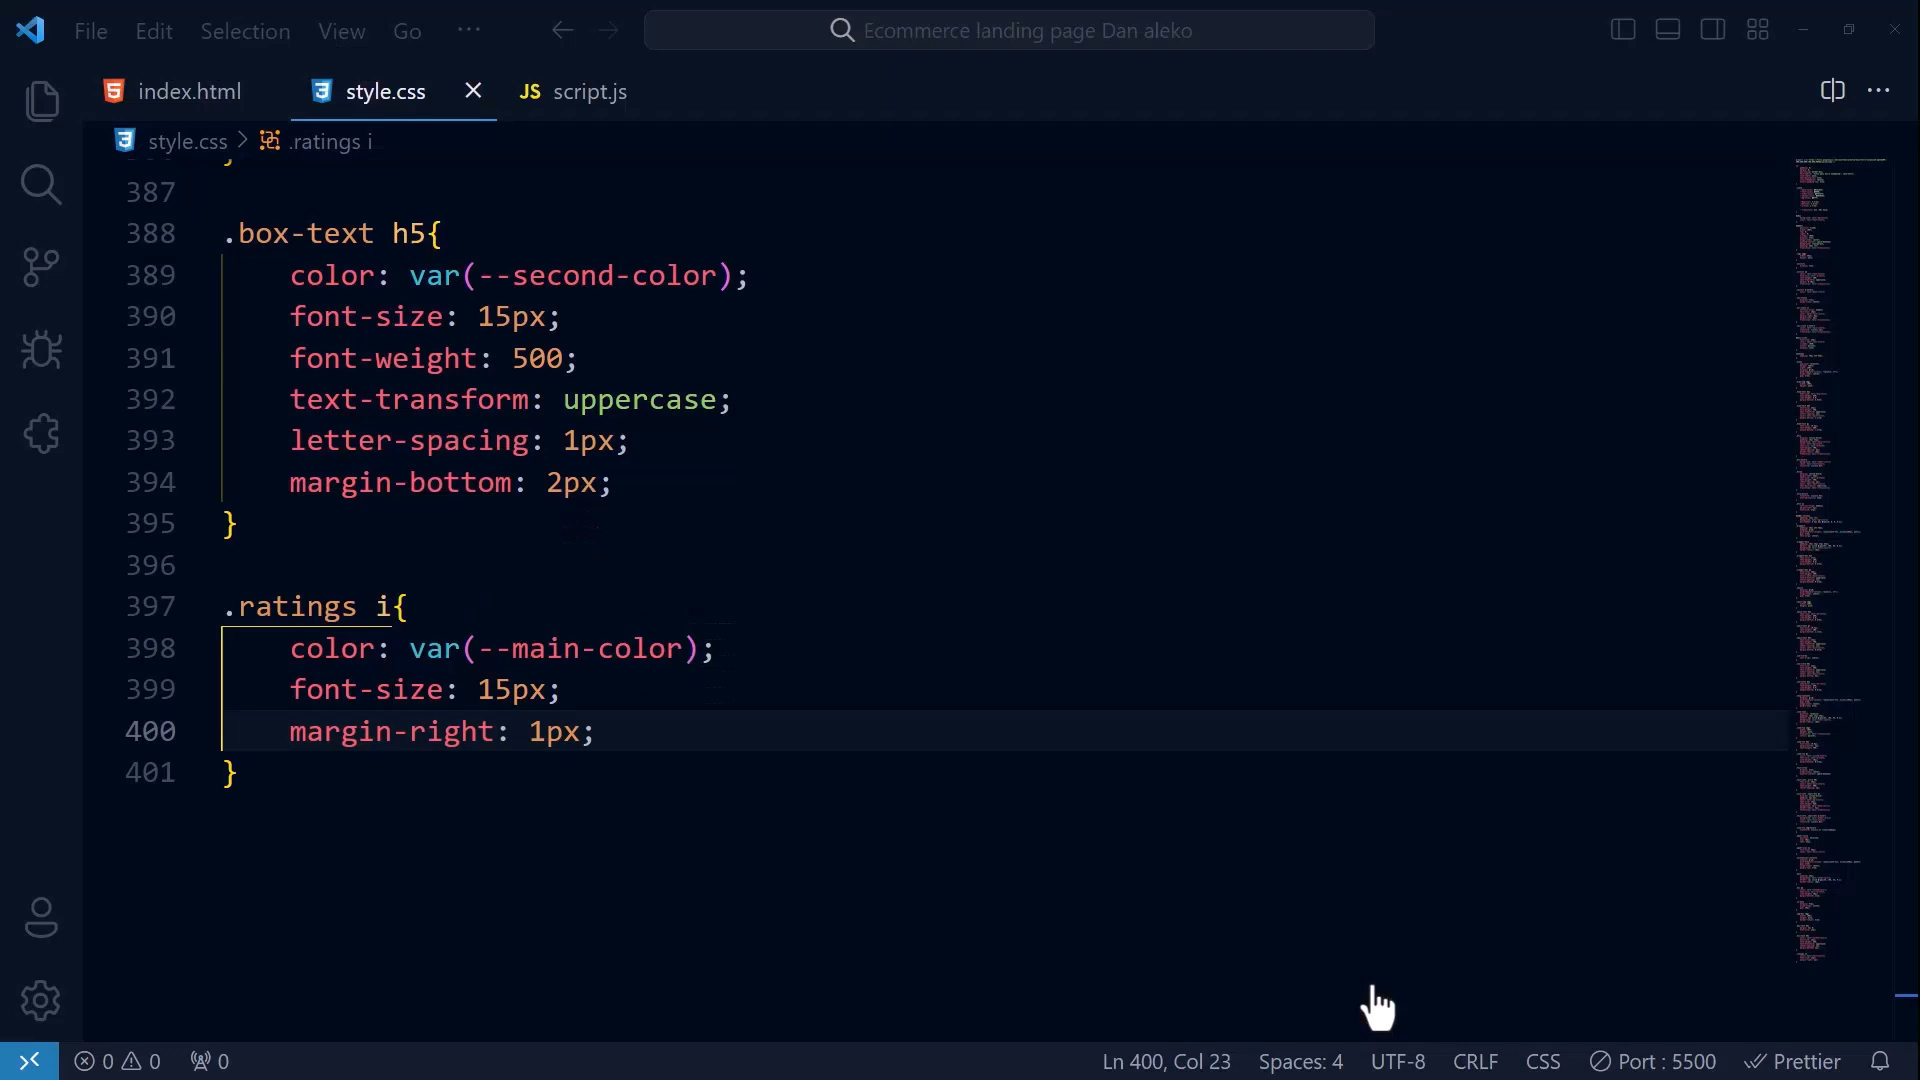 File Edit Selection View Go ··· Ecommerce landing page Dan aleko
index.html style.css JS script.js
style.css > .ratings i
387
388 .box-text h5{
389 color: var(--second-color);
390 font-size: 15px;
391 font-weight: 500;
392 text-transform: uppercase;
393 letter-spacing: 1px;
394 margin-bottom: 2px;
395 }
396
397 .ratings i{
398 color: var(--main-color);
399 font-size: 15px;
400 margin-right: 1px;
401 }
0 0 0 Ln 400, Col 23 Spaces: 4 UTF-8 CRLF CSS Port : 5500 Prettier